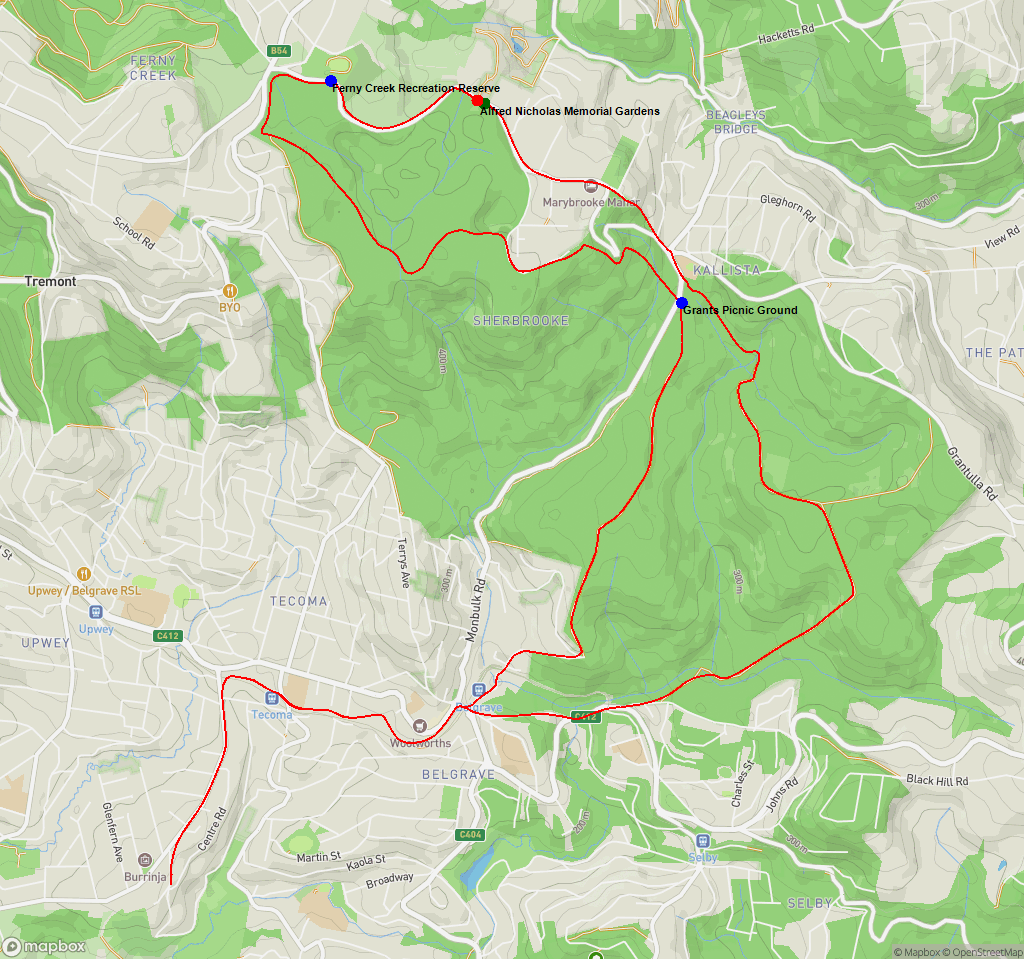 Hacketts Rd
B54
FERNY
CREEK
Ferny Creek Recreation Reserve
Alfred Nicholas Memorial Gardens
BEAGLEYS
BRIDGE
Marybrooke Manor
Gleghorn Rd
300 m
School Rd
View Rd
KALLISTA
Tremont
BYO
Grants Picnic Ground
SHERBROOKE
THE PAT
400 m
Grantulla Rd
St
Terrys Ave
300 m
300 m
Upwey / Belgrave RSL
TECOMA
Monbulk Rd
Upwey
C412
UPWEY
Belgrave
Tecoma
C412
Woolworths
BELGRAVE
Charles St
Johns Rd
Black Hill Rd
Glenfern Ave
Centre Rd
200 m
C404
300 m
Selby
Martin St
Kaola St
Burrinja
Broadway
SELBY
mapbox
© Mapbox © OpenStreetMap